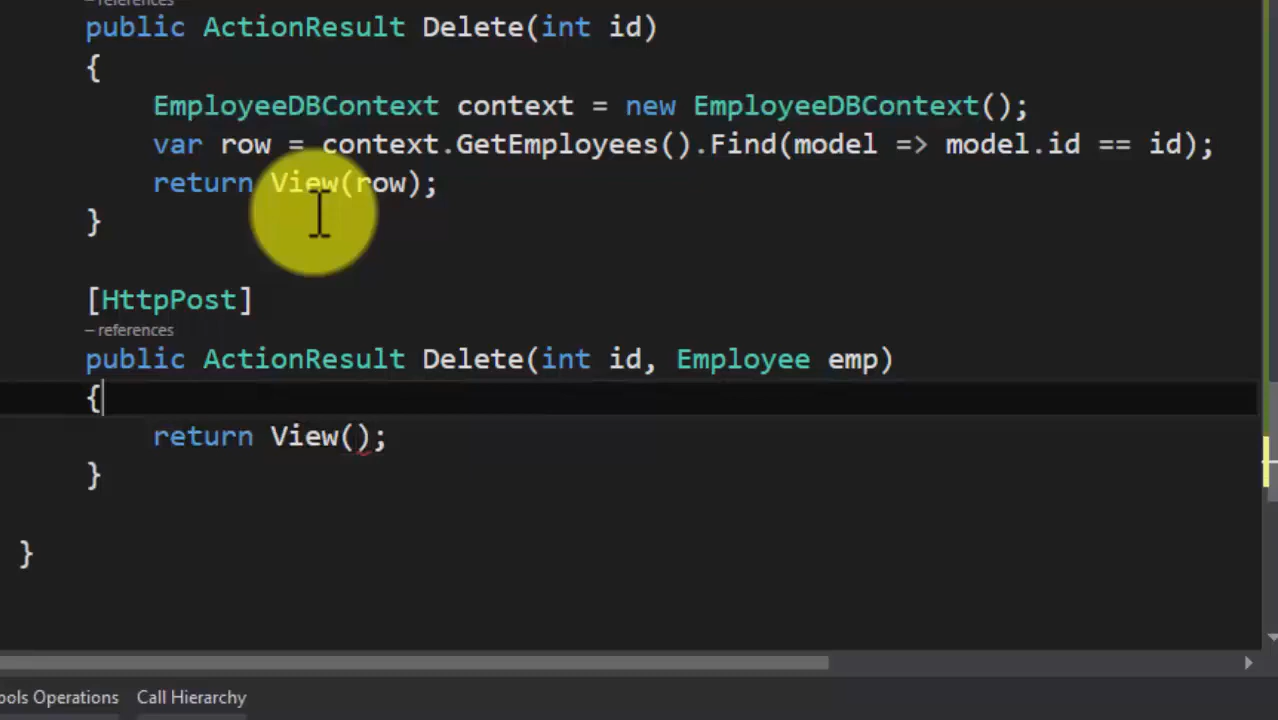 references
public ActionResult Delete(int id)
{
EmployeeDBContext context = new EmployeeDBContext();
var row = context.GetEmployees().Find(model => model.id == id);
return View(row);
}
[HttpPost]
– references
public ActionResult Delete(int id, Employee emp)
{
return View();
}
}
ools Operations
Call Hierarchy